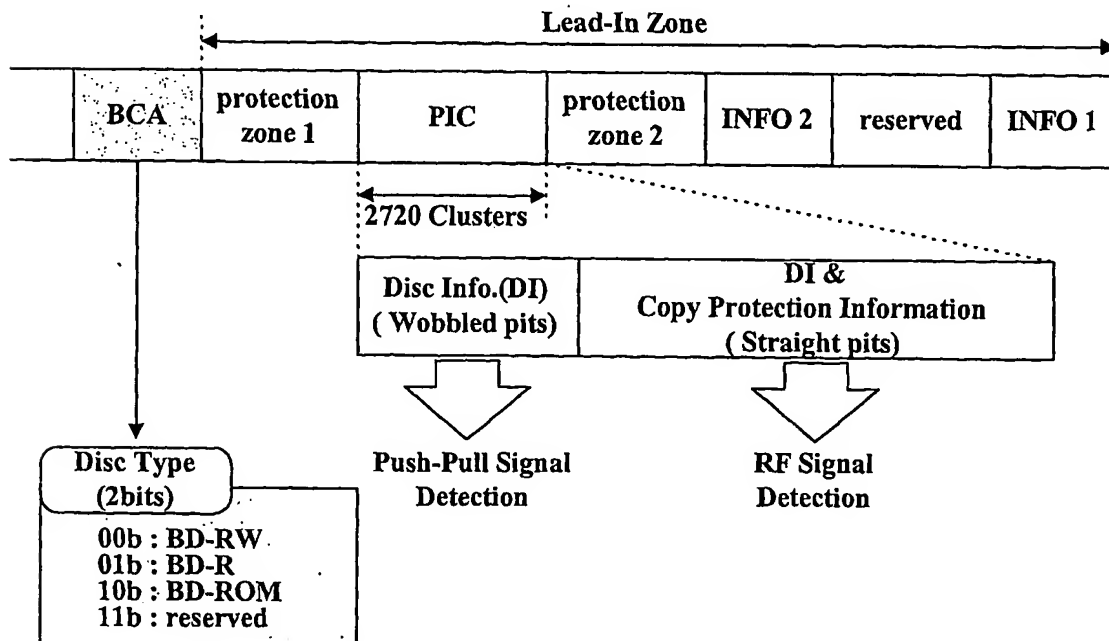 Lead-In Zone
BCA
protection
zone 1
PIC
protection
zone 2
INFO 2
reserved
INFO 1
2720 Clusters
Disc Info.(DI)
( Wobbled pits)
DI &
Copy Protection Information
( Straight pits)
Push-Pull Signal
Detection
RF Signal
Detection
Disc Type
(2bits)
00b : BD-RW
01b : BD-R
10b : BD-ROM
11b : reserved